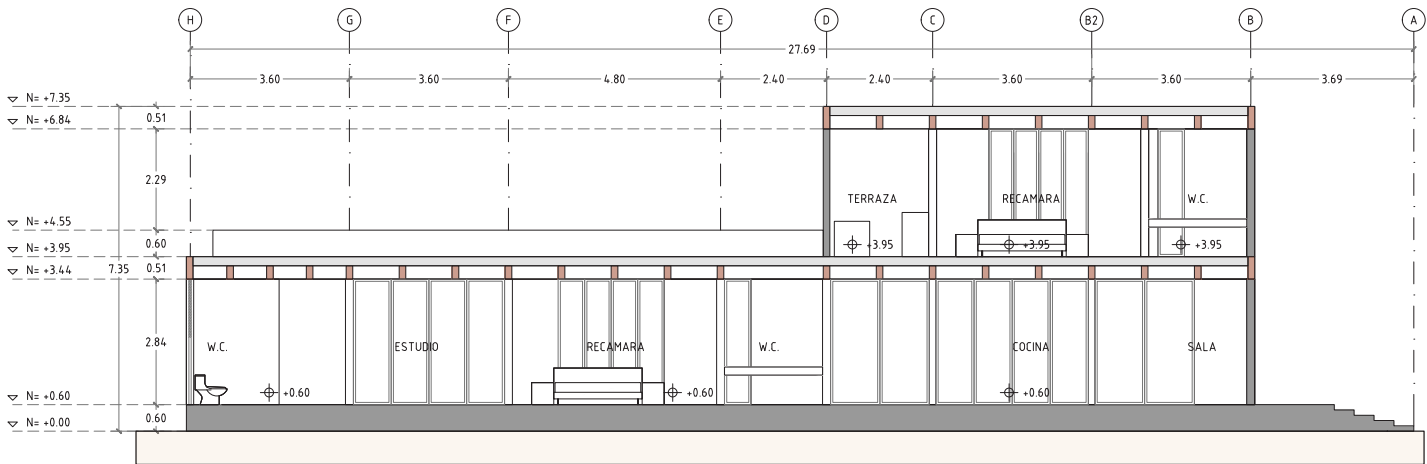 H G F E D C B2 B A
27.69
3.60 3.60 4.80 2.40 2.40 3.60 3.60 3.69
N= +7.35
0.51
N= +6.84
2.29
TERRAZA RECAMARA W.C.
N= +4.55
0.60 +3.95 +3.95 +3.95
N= +3.95
7.35 0.51
N= +3.44
2.84
W.C. ESTUDIO RECAMARA W.C. COCINA SALA
+0.60 +0.60 +0.60
N= +0.60
0.60
N= +0.00